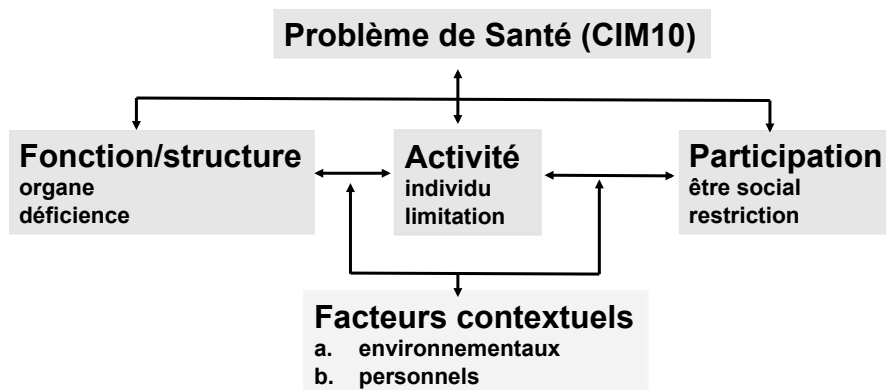 Problème de Santé (CIM10)
Fonction/structure
organe
déficience
Activité
individu
limitation
Participation
être social
restriction
Facteurs contextuels
a. environnementaux
b. personnels